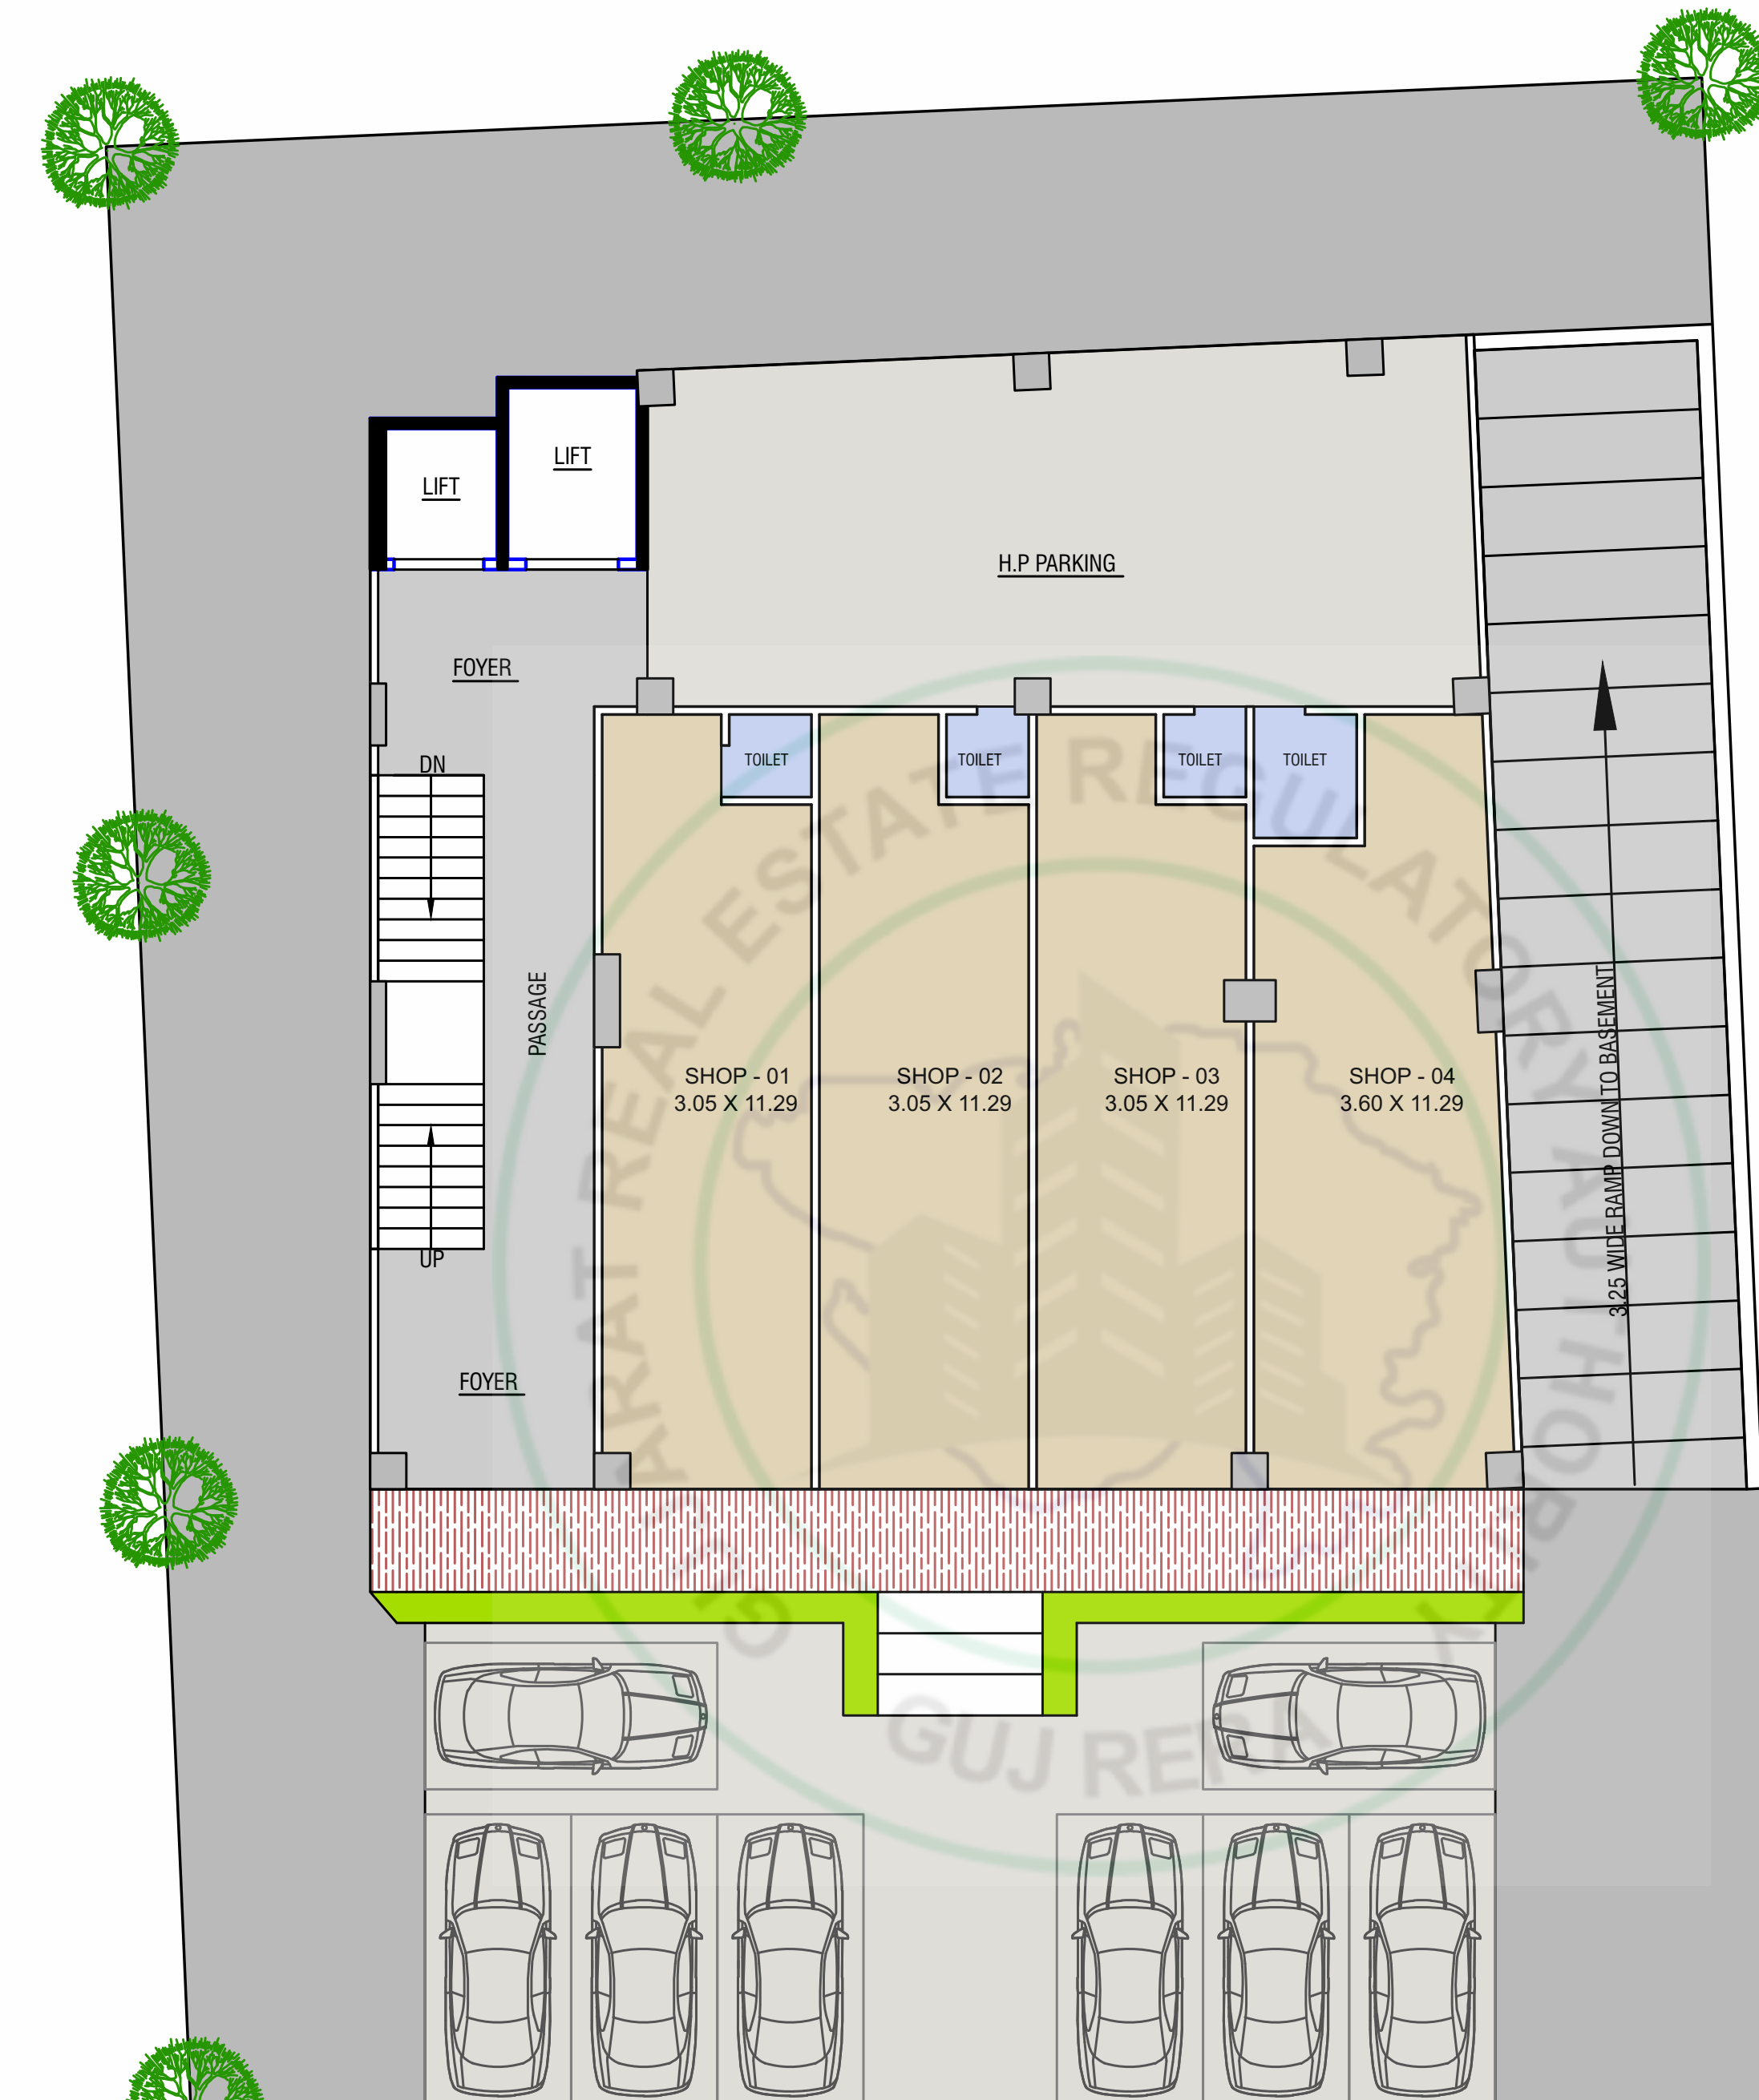 LIFT
LIFT
H.P PARKING
FOYER
DN
TOILET
TOILET
TOILET
TOILET
PASSAGE
SHOP - 01
3.05 X 11.29
SHOP - 02
3.05 X 11.29
SHOP - 03
3.05 X 11.29
SHOP - 04
3.60 X 11.29
3.25 WIDE RAMP DOWN TO BASEMENT
UP
FOYER
GUJARAT REAL ESTATE REGULATORY AUTHORITY
GUJ RERA